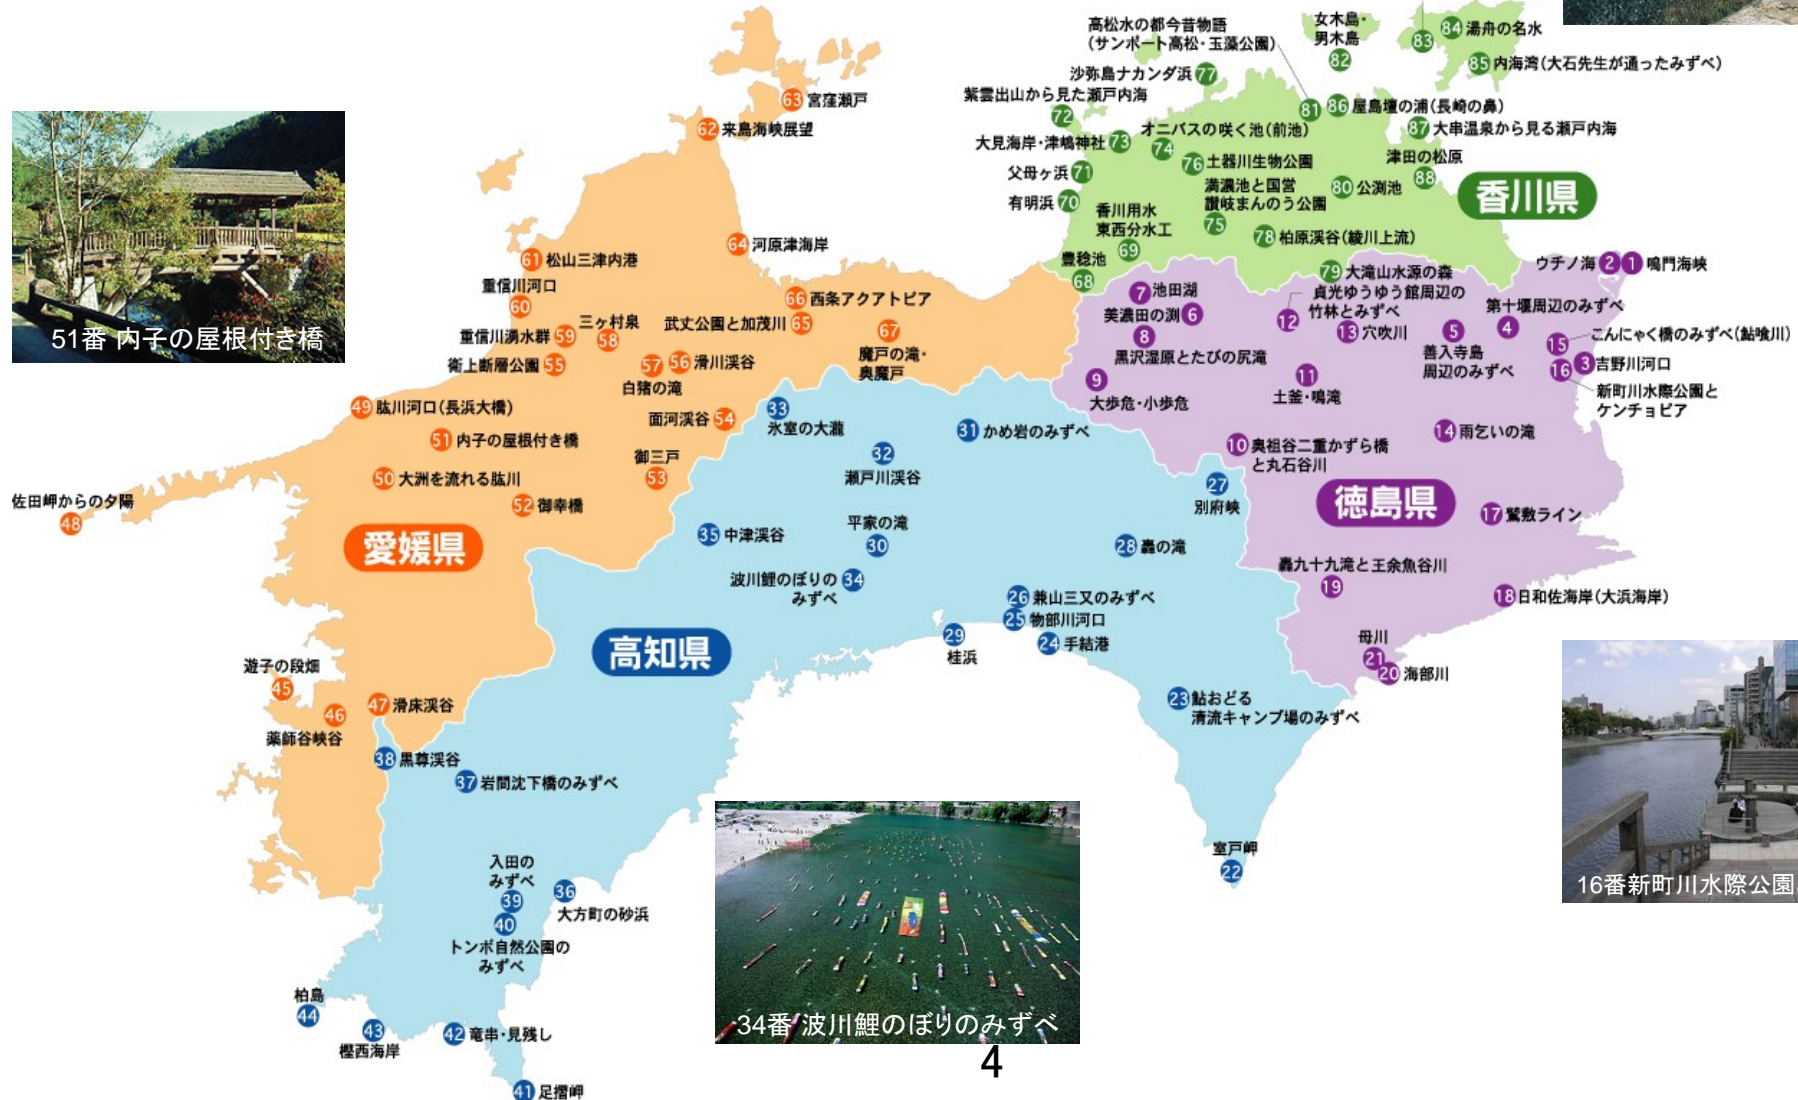 高松水の都今昔物語
(サンポート高松・玉藻公園)
81
女木島・
男木島
82
83
84 湯舟の名水
85 内海湾(大石先生が通ったみずべ)
沙弥島ナカンダ浜 77
紫雲出山から見た瀬戸内海
72
86 屋島壇の浦(長崎の鼻)
87 大串温泉から見る瀬戸内海
大見海岸・津嶋神社 73
オニバスの咲く池(前池)
74
76 土器川生物公園
津田の松原
88
父母ヶ浜 71
有明浜 70
満濃池と国営
讃岐まんのう公園
75
80 公渕池
香川県
香川用水
東西分水工
69
78 柏原渓谷(綾川上流)
豊稔池
68
79 大滝山水源の森
63 宮窪瀬戸
62 来島海峡展望
51番 内子の屋根付き橋
64 河原津海岸
61 松山三津内港
重信川河口
60
66 西条アクアトピア
武丈公園と加茂川 65
67
魔戸の滝・
奥魔戸
重信川湧水群 59
三ヶ村泉
58
衝上断層公園 55
57
白猪の滝
56 滑川渓谷
49 肱川河口(長浜大橋)
面河渓谷 54
51 内子の屋根付き橋
御三戸
53
50 大洲を流れる肱川
52 御幸橋
佐田岬からの夕陽
48
愛媛県
遊子の段畑
45
46
薬師谷峡谷
47 滑床渓谷
ウチノ海 2
1 鳴門海峡
7 池田湖
美濃田の渕 6
8
黒沢湿原とたびの尻滝
貞光ゆうゆう館周辺の
竹林とみずべ
12
13 穴吹川
第十堰周辺のみずべ
4
5
善入寺島
周辺のみずべ
15
こんにゃく橋のみずべ(鮎喰川)
3 吉野川河口
16
新町川水際公園と
ケンチョピア
9
大歩危・小歩危
11
土釜・鳴滝
10 奥祖谷二重かずら橋
と丸石谷川
14 雨乞いの滝
徳島県
17 鷲敷ライン
轟九十九滝と王余魚谷川
19
18 日和佐海岸(大浜海岸)
母川
21
20 海部川
33
氷室の大瀧
31 かめ岩のみずべ
32
瀬戸川渓谷
27
別府峡
35 中津渓谷
平家の滝
30
28 轟の滝
波川鯉のぼりの
みずべ
34
26 兼山三又のみずべ
25 物部川河口
24 手結港
29
桂浜
高知県
23 鮎おどる
清流キャンプ場のみずべ
38 黒尊渓谷
37 岩間沈下橋のみずべ
室戸岬
22
入田の
みずべ
39
36
大方町の砂浜
40
トンボ自然公園の
みずべ
柏島
44
43
樫西海岸
42 竜串・見残し
41 足摺岬
34番 波川鯉のぼりのみずべ
16番新町川水際公園
4